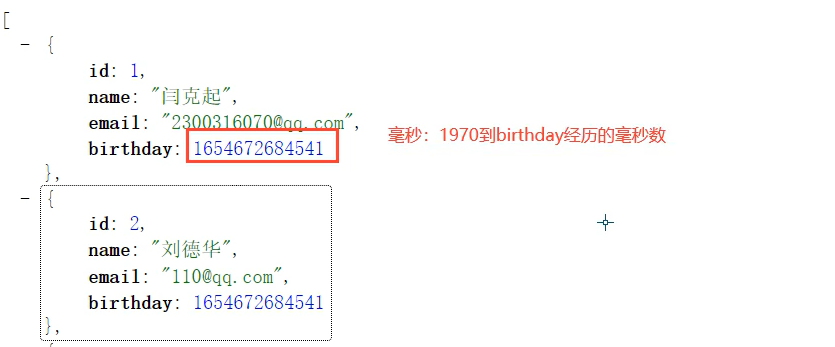 [
- {
id: 1,
name: "闫克起",
email: "2300316070@qq.com",
birthday: 1654672684541 毫秒：1970到birthday经历的毫秒数
},
- {
id: 2,
name: "刘德华",
email: "110@qq.com",
birthday: 1654672684541
},